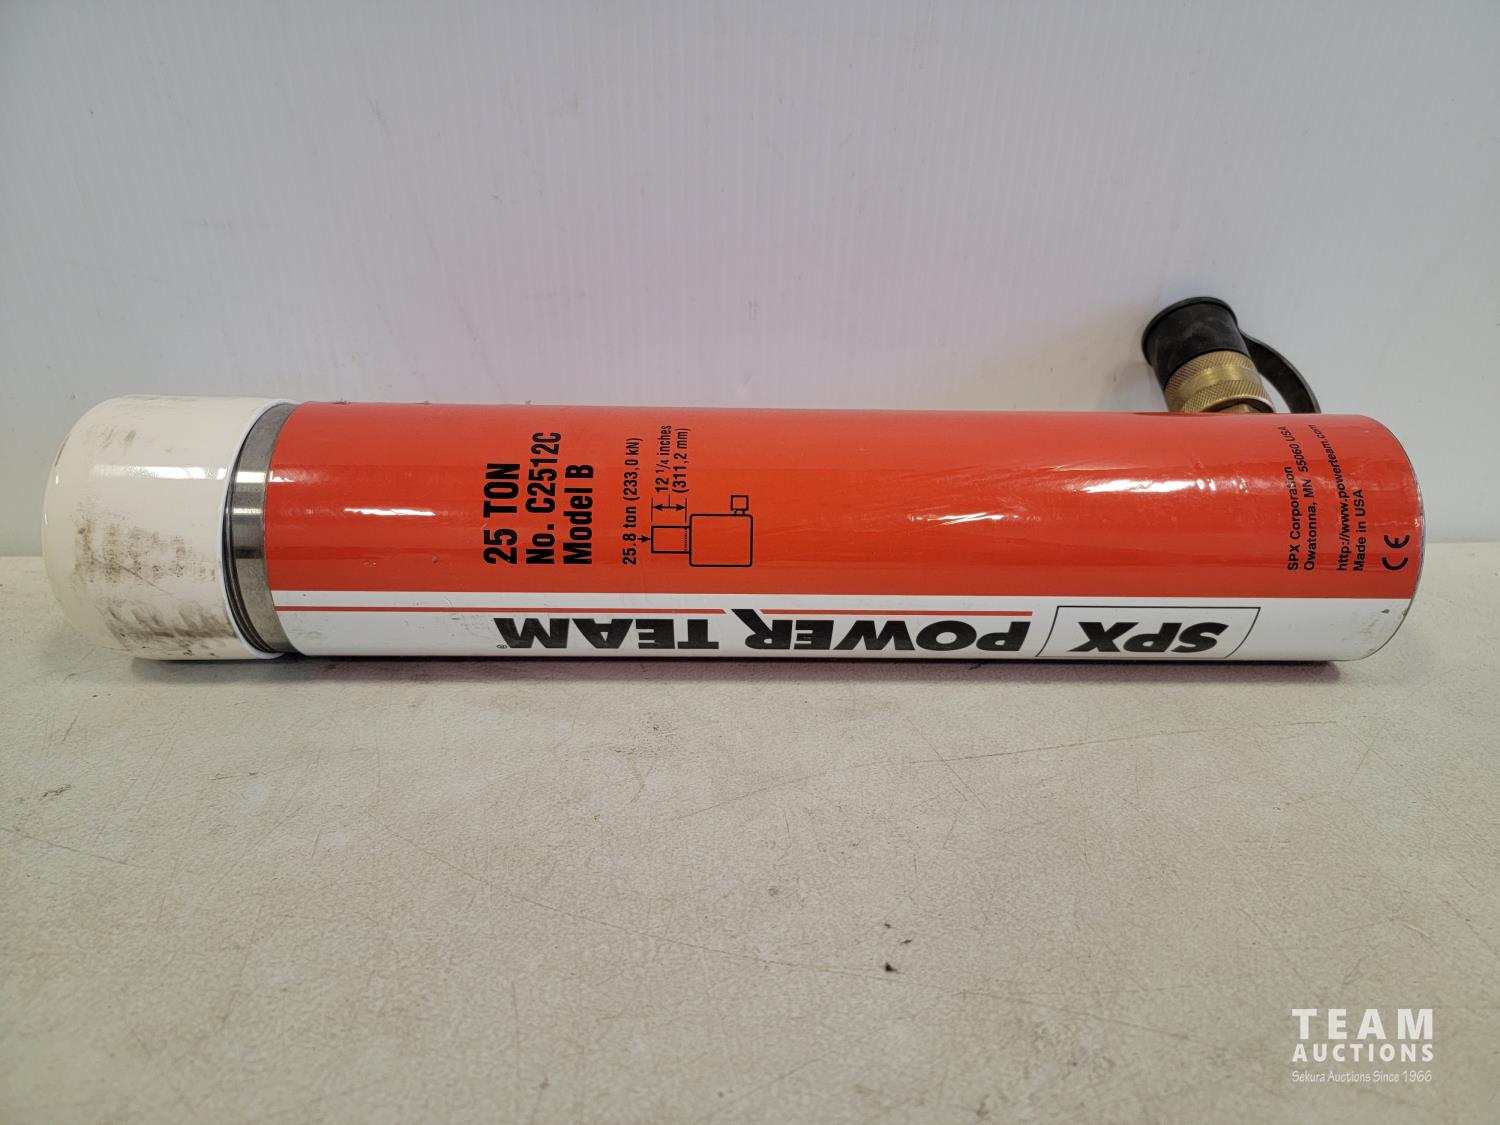 25 TON
No. C2512C
Model B
25.8 ton (233,0 kN)
12 1/4 inches
(311,2 mm)
SPX POWER TEAM®
SPX Corporation
Owatonna, MN 55060 USA
http://www.powerteam.com
Made in USA
CE
TEAM
AUCTIONS
Sekura Auctions Since 1966